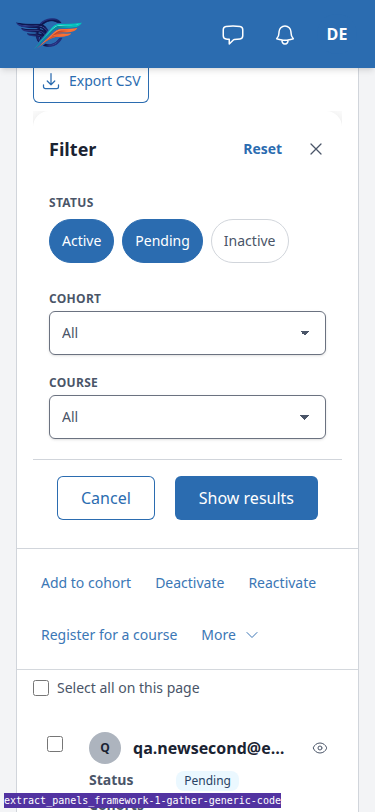 DE
Export CSV
Filter
Reset
STATUS
Active
Pending
Inactive
COHORT
All
COURSE
All
Cancel
Show results
Add to cohort
Deactivate
Reactivate
Register for a course
More
Select all on this page
Q
qa.newsecond@e...
Status
Pending
extract_panels_framework-1-gather-generic-code